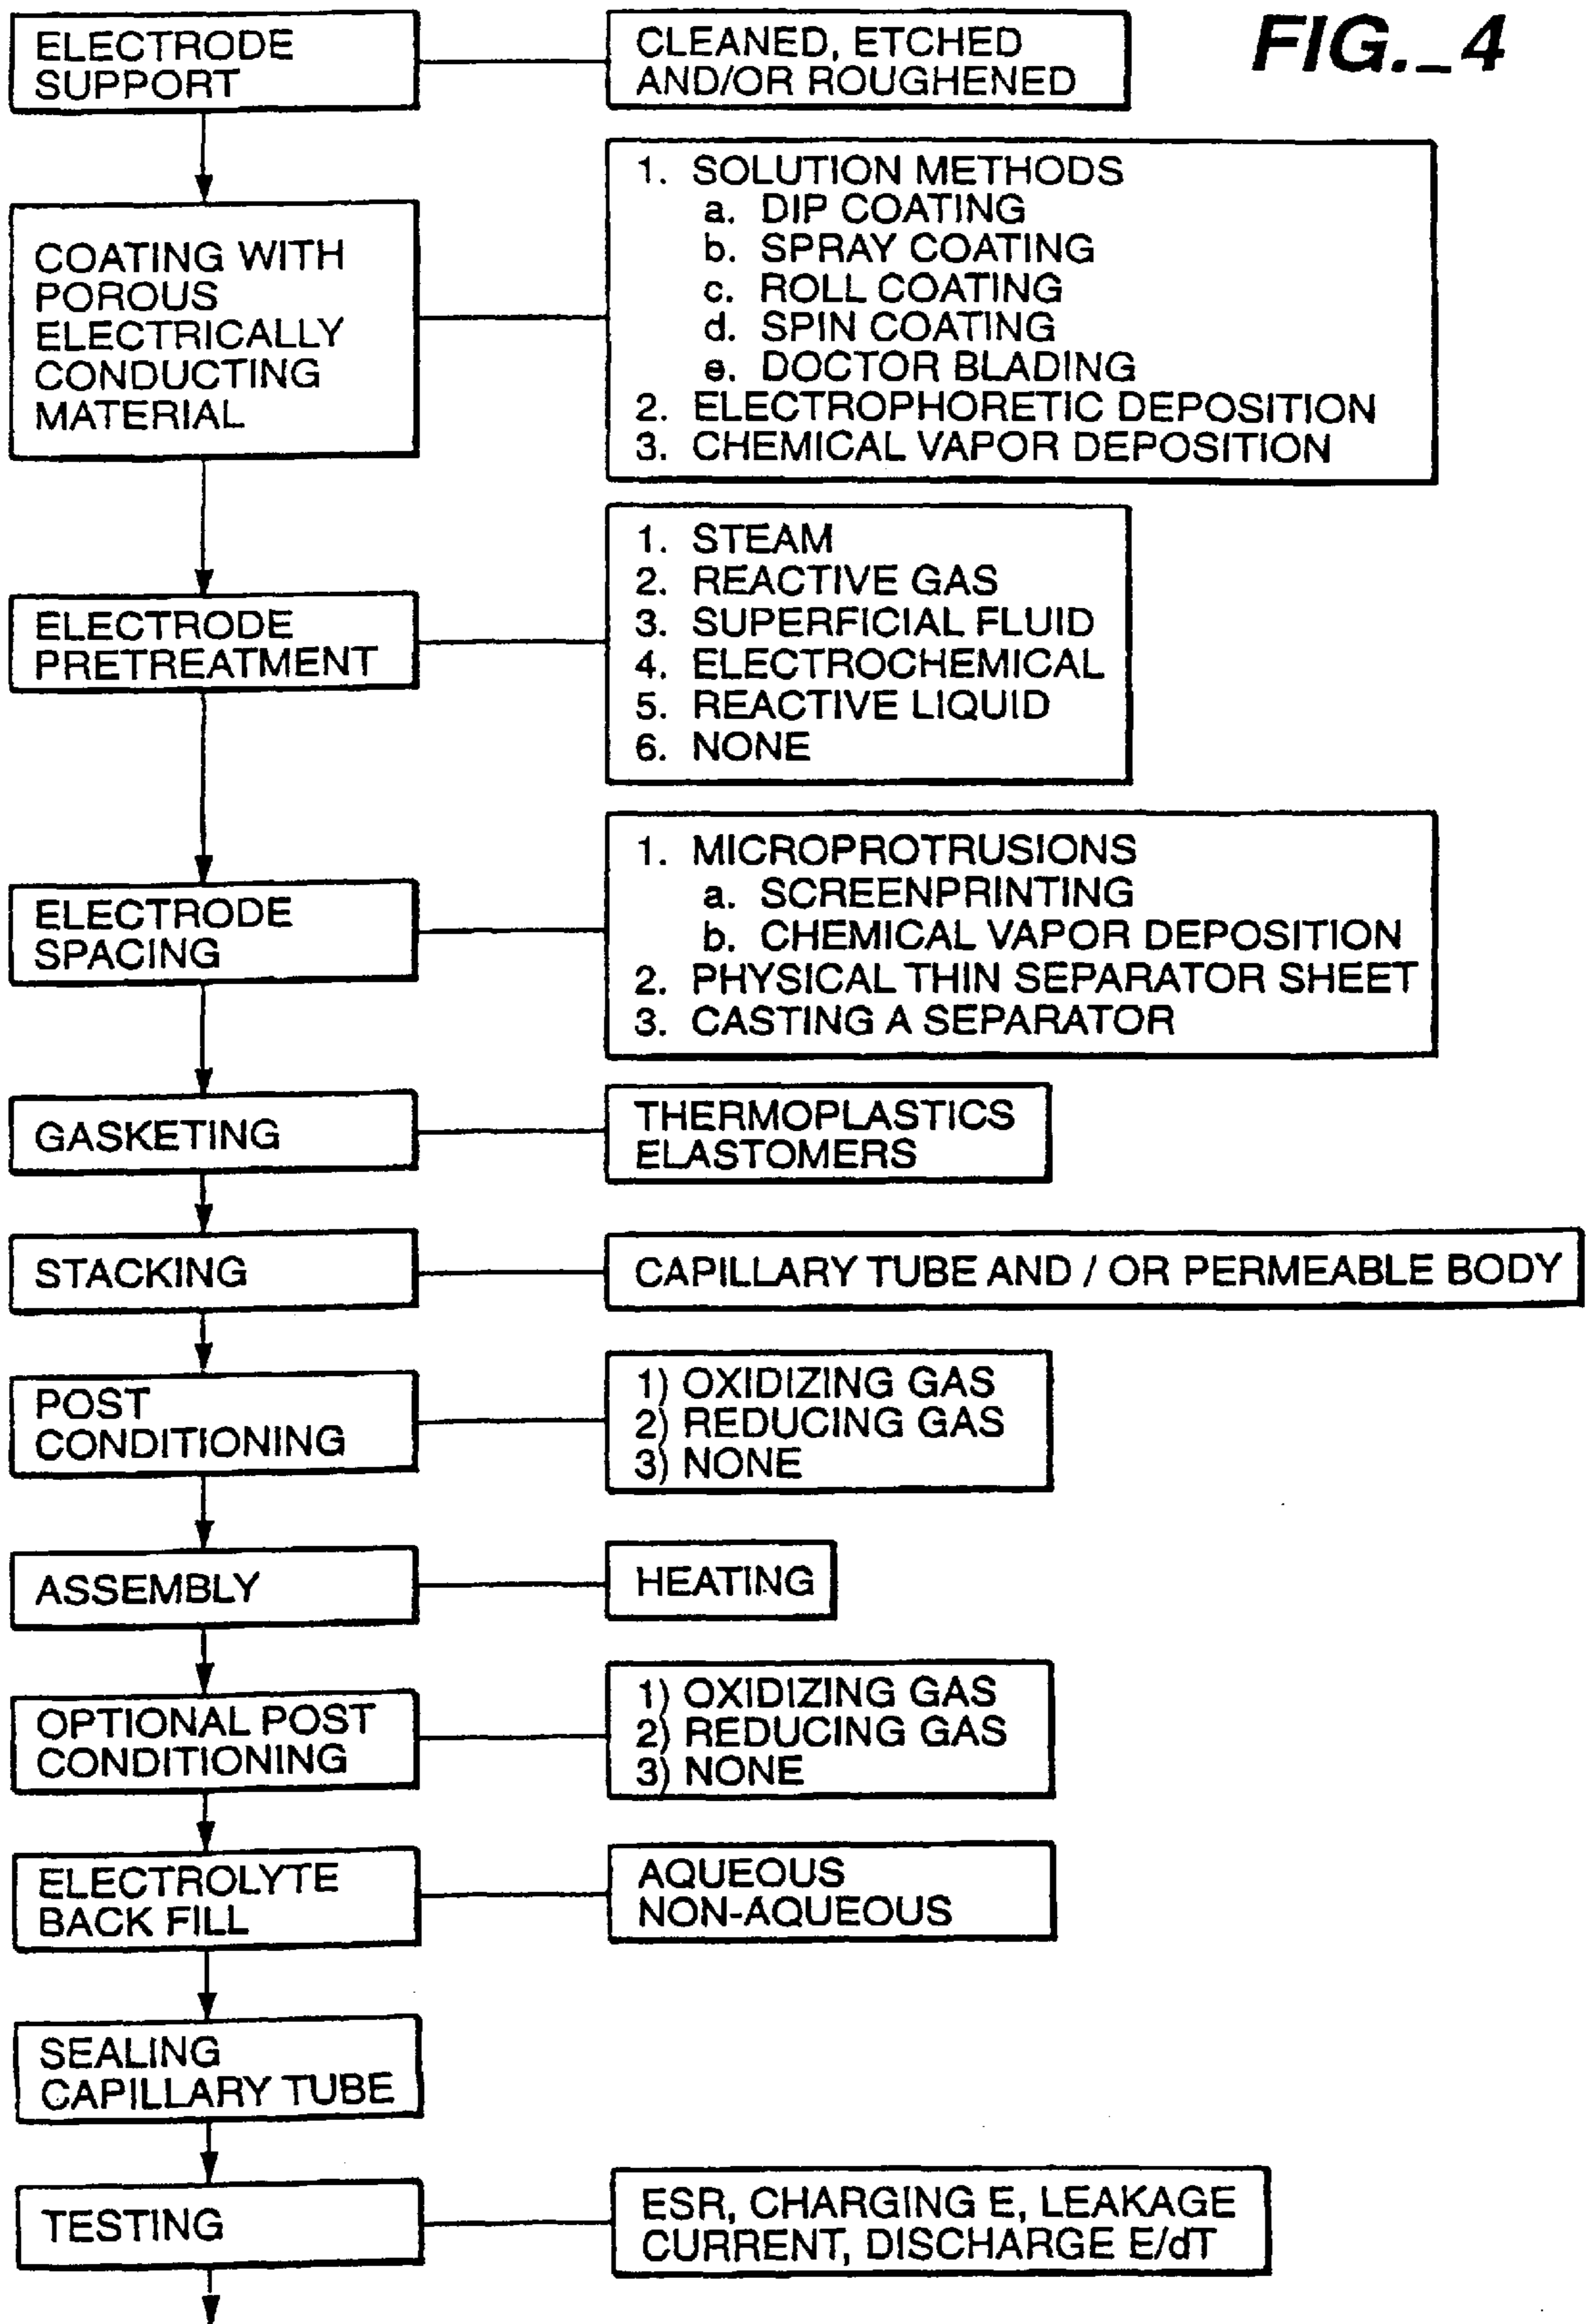 FIG._4
ELECTRODE
SUPPORT
CLEANED, ETCHED
AND/OR ROUGHENED
COATING WITH
POROUS
ELECTRICALLY
CONDUCTING
MATERIAL
1. SOLUTION METHODS
a. DIP COATING
b. SPRAY COATING
c. ROLL COATING
d. SPIN COATING
e. DOCTOR BLADING
2. ELECTROPHORETIC DEPOSITION
3. CHEMICAL VAPOR DEPOSITION
ELECTRODE
PRETREATMENT
1. STEAM
2. REACTIVE GAS
3. SUPERFICIAL FLUID
4. ELECTROCHEMICAL
5. REACTIVE LIQUID
6. NONE
ELECTRODE
SPACING
1. MICROPROTRUSIONS
a. SCREENPRINTING
b. CHEMICAL VAPOR DEPOSITION
2. PHYSICAL THIN SEPARATOR SHEET
3. CASTING A SEPARATOR
GASKETING
THERMOPLASTICS
ELASTOMERS
STACKING
CAPILLARY TUBE AND / OR PERMEABLE BODY
POST
CONDITIONING
1) OXIDIZING GAS
2) REDUCING GAS
3) NONE
ASSEMBLY
HEATING
OPTIONAL POST
CONDITIONING
1) OXIDIZING GAS
2) REDUCING GAS
3) NONE
ELECTROLYTE
BACK FILL
AQUEOUS
NON-AQUEOUS
SEALING
CAPILLARY TUBE
TESTING
ESR, CHARGING E, LEAKAGE
CURRENT, DISCHARGE E/dT